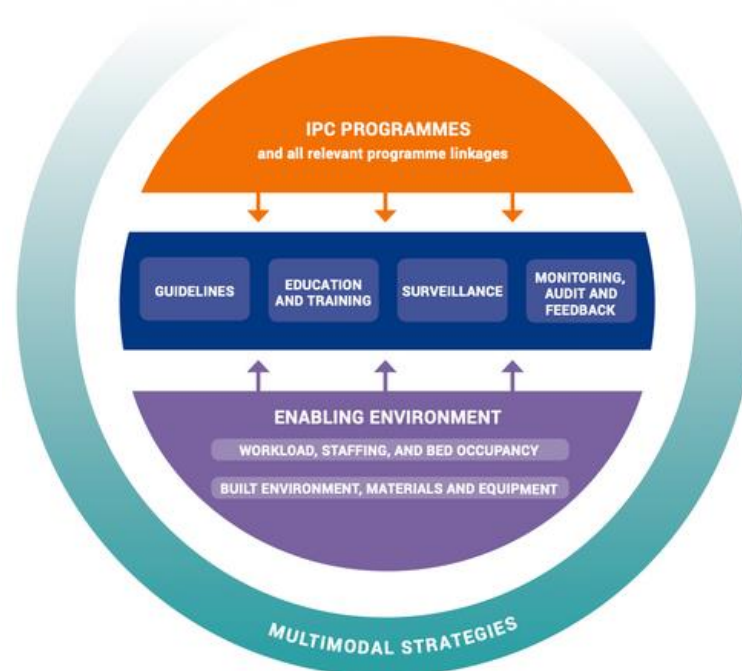 IPC PROGRAMMES
and all relevant programme linkages
GUIDELINES
EDUCATION
AND TRAINING
SURVEILLANCE
MONITORING,
AUDIT AND
FEEDBACK
ENABLING ENVIRONMENT
WORKLOAD, STAFFING, AND BED OCCUPANCY
BUILT ENVIRONMENT, MATERIALS AND EQUIPMENT
MULTIMODAL STRATEGIES